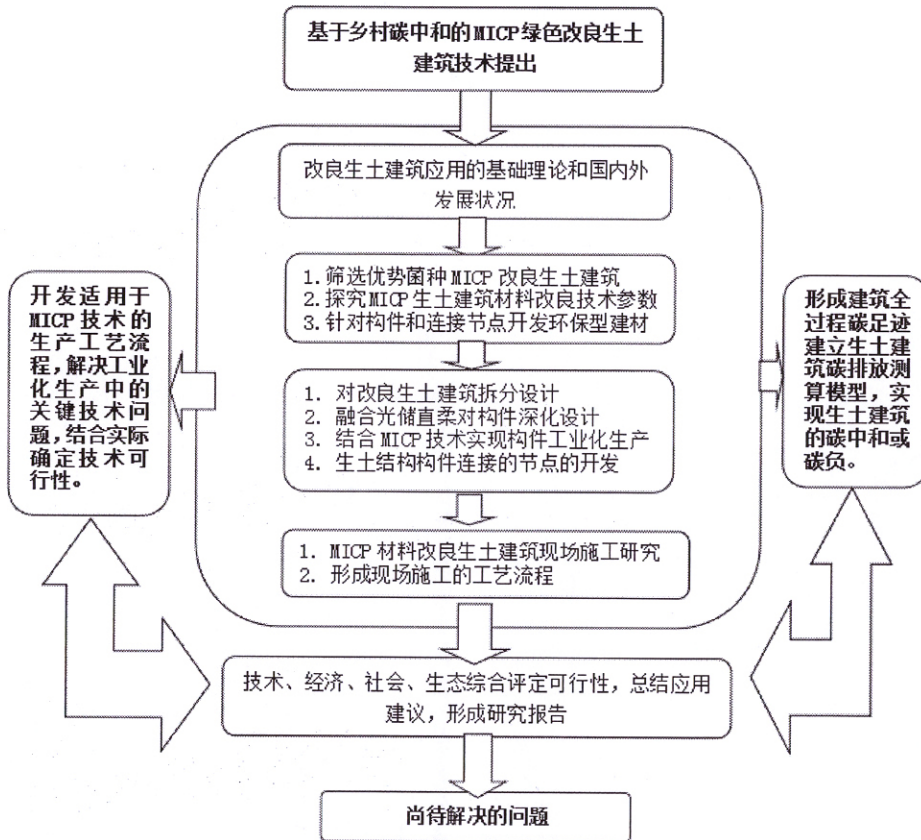 基于乡村碳中和的MICP绿色改良生土
建筑技术提出
改良生土建筑应用的基础理论和国内外
发展状况
1.筛选优势菌种MICP改良生土建筑
2.探究MICP生土建筑材料改良技术参数
3.针对构件和连接节点开发环保型建材
开发适用于
MICP技术的
生产工艺流
程,解决工业
化生产中的
关键技术问
题,结合实际
确定技术可
行性。
1. 对改良生土建筑拆分设计
2. 融合光储直柔对构件深化设计
3. 结合MICP技术实现构件工业化生产
4. 生土结构构件连接的节点的开发
形成建筑全
过程碳足迹
建立生土建
筑碳排放测
算模型，实
现生土建筑
的碳中和或
碳负。
1. MICP材料改良生土建筑现场施工研究
2. 形成现场施工的工艺流程
技术、经济、社会、生态综合评定可行性，总结应用
建议，形成研究报告
尚待解决的问题